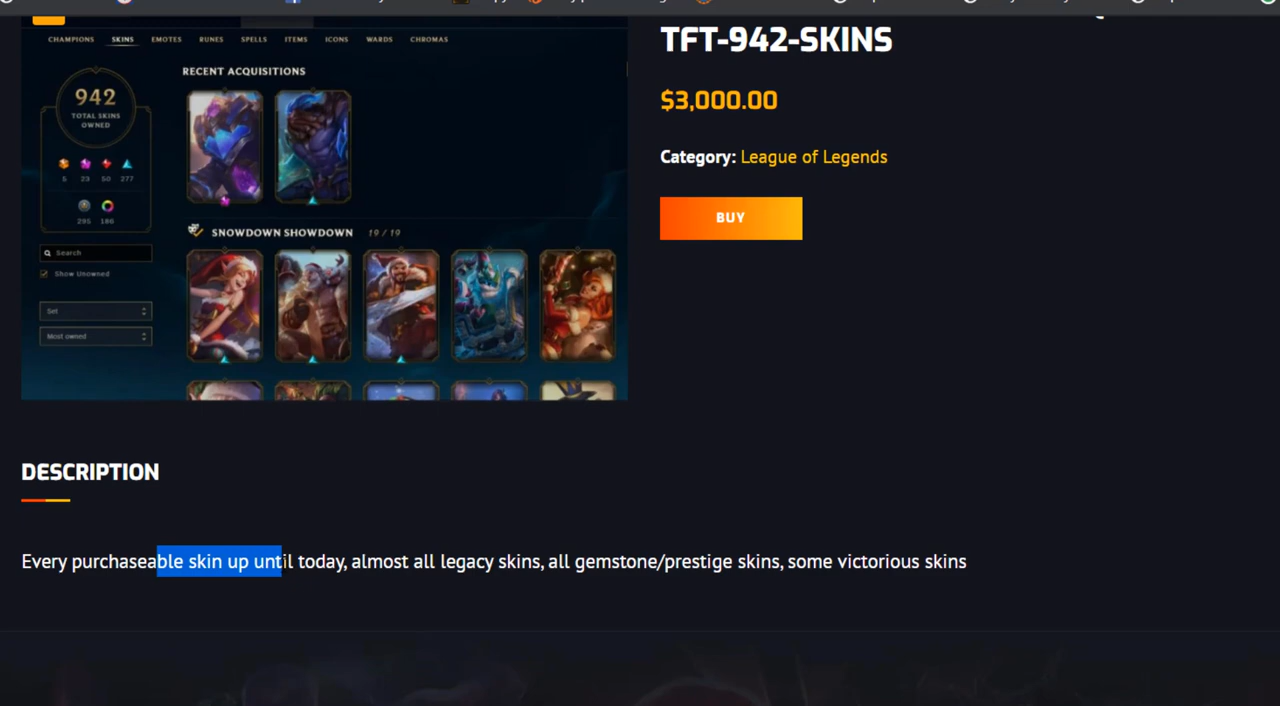 TFT-942-SKINS
$3,000.00
Category: League of Legends
BUY
CHAMPIONS SKINS EMOTES RUNES SPELLS ITEMS ICONS WARDS CHROMAS
942
TOTAL SKINS
OWNED
5 23 50 277
295 186
Search
Show Unowned
Set
Most owned
RECENT ACQUISITIONS
SNOWDOWN SHOWDOWN 19 / 19
DESCRIPTION
Every purchaseable skin up until today, almost all legacy skins, all gemstone/prestige skins, some victorious skins